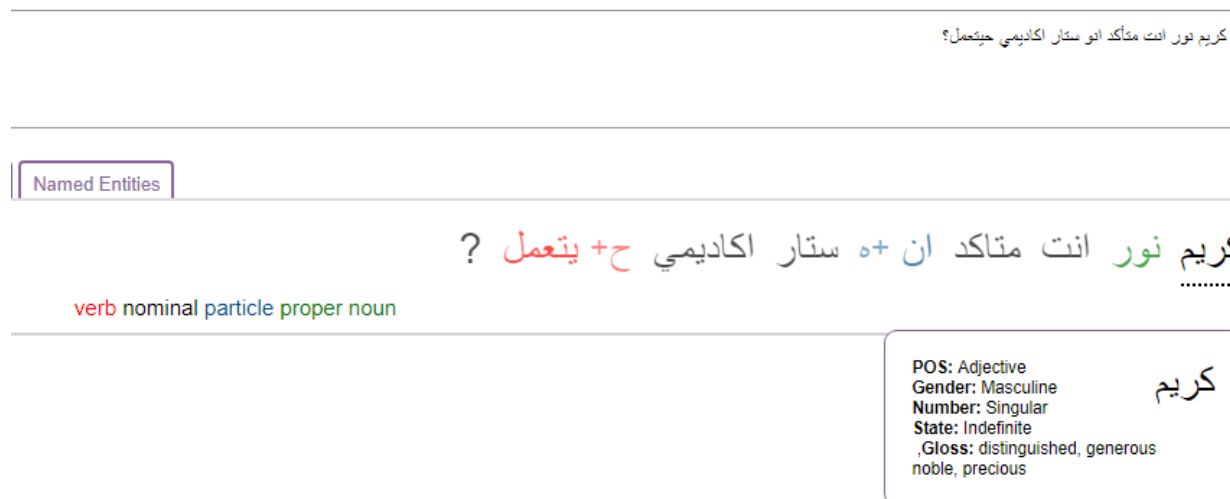 كريم نور انت متأكد انو ستار اكاديمي حيتعمل؟
Named Entities
كريم نور انت متاكد ان +ه ستار اكاديمي ح+ يتعمل ?
verb nominal particle proper noun
كريم
POS: Adjective
Gender: Masculine
Number: Singular
State: Indefinite
,Gloss: distinguished, generous
noble, precious